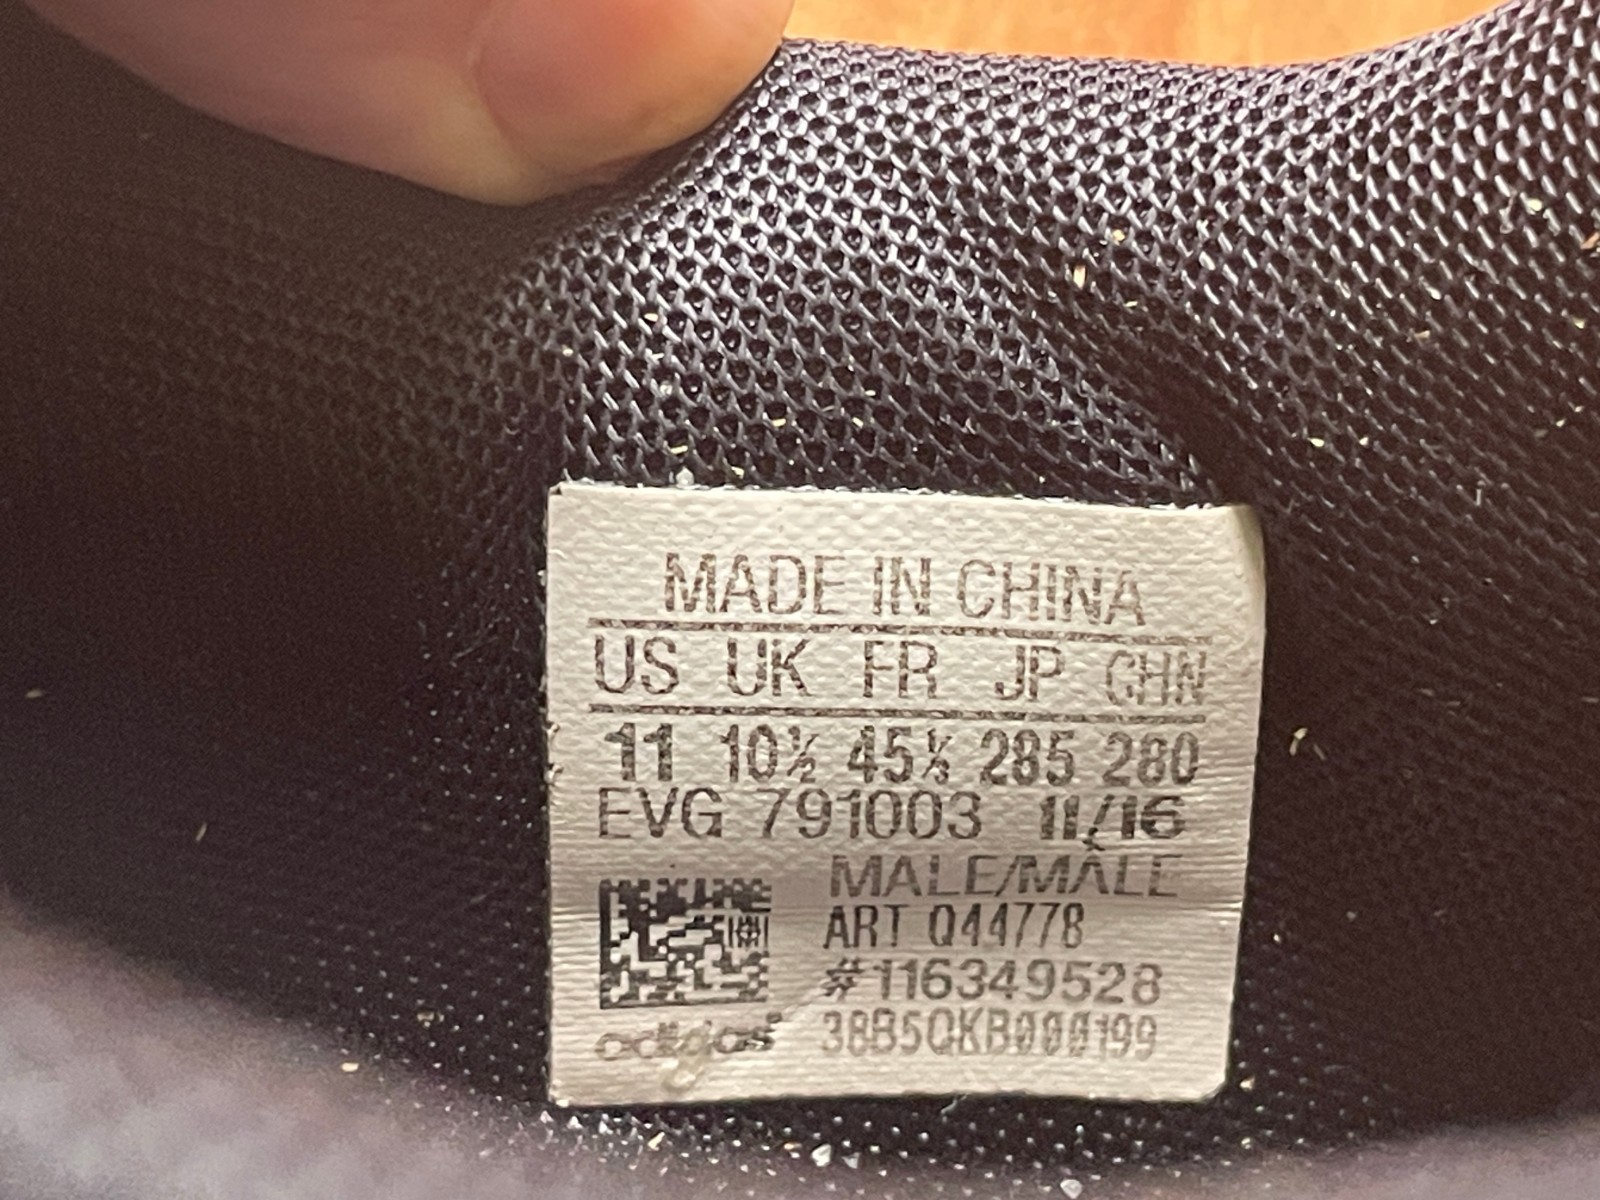 MADE IN CHINA
US UK FR JP CHN
11 10½ 45⅓ 285 280
EVG 791003 11/16
MALE/MÂLE
ART Q44778
#116349528
adidas 38B5QKB000199